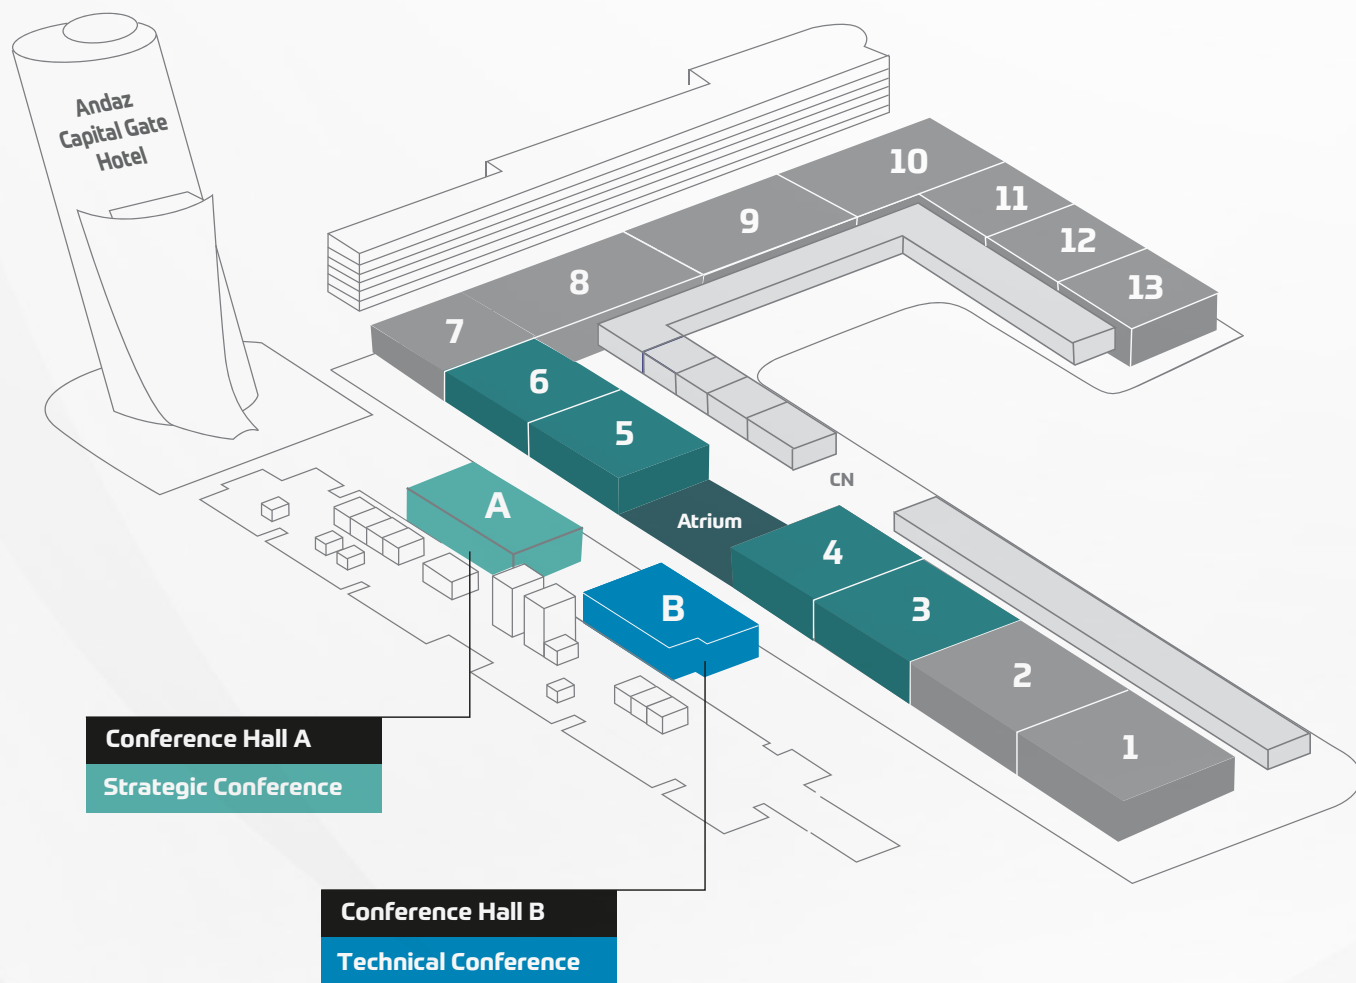 Andaz
Capital Gate
Hotel
10
11
9
12
8
13
7
6
5
CN
A
Atrium
4
B
3
2
1
Conference Hall A
Strategic Conference
Conference Hall B
Technical Conference